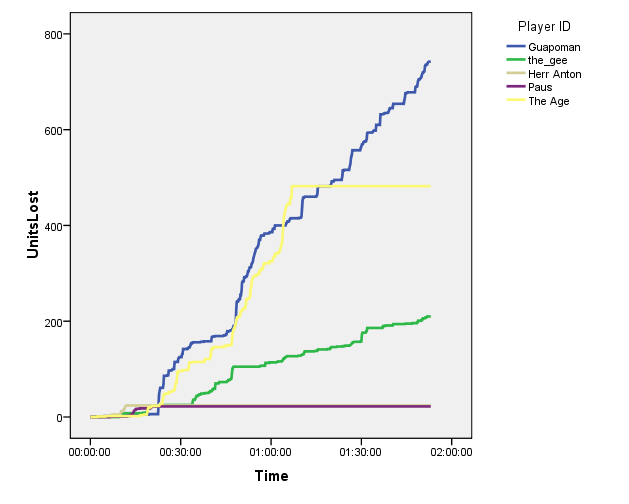 Player ID
Guapoman
the_gee
Herr Anton
Paus
The Age
800
600
400
200
0
UnitsLost
00:00:00 00:30:00 01:00:00 01:30:00 02:00:00
Time